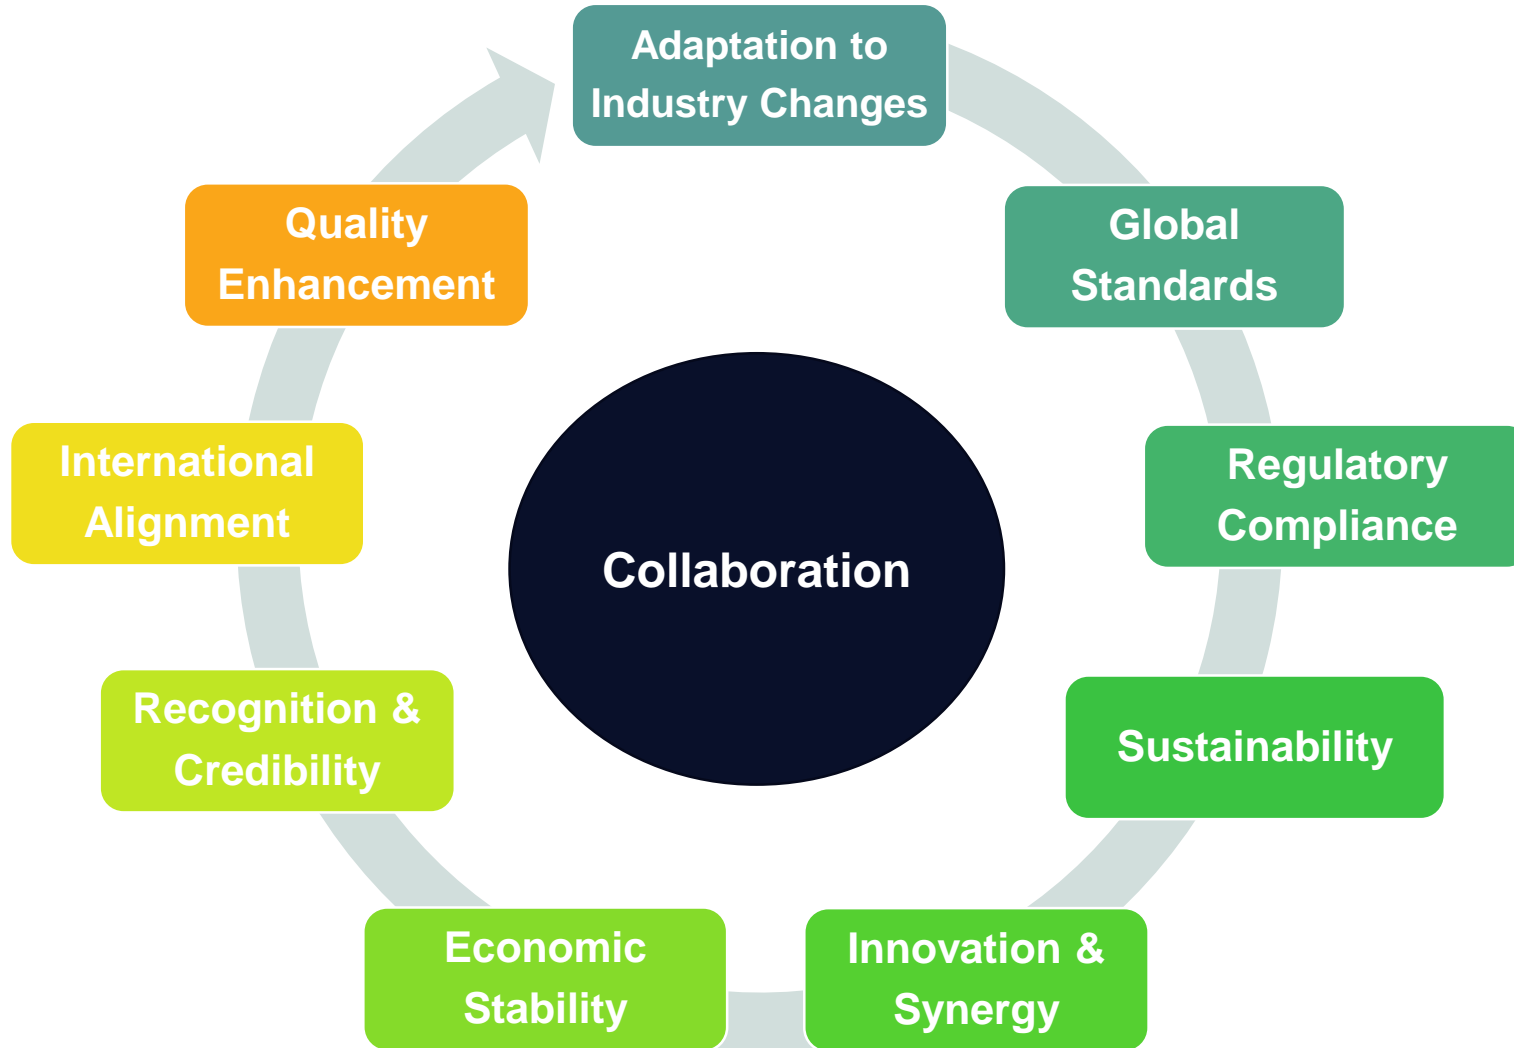 Adaptation to
Industry Changes
Global
Standards
Regulatory
Compliance
Sustainability
Innovation &
Synergy
Economic
Stability
Recognition &
Credibility
International
Alignment
Quality
Enhancement
Collaboration